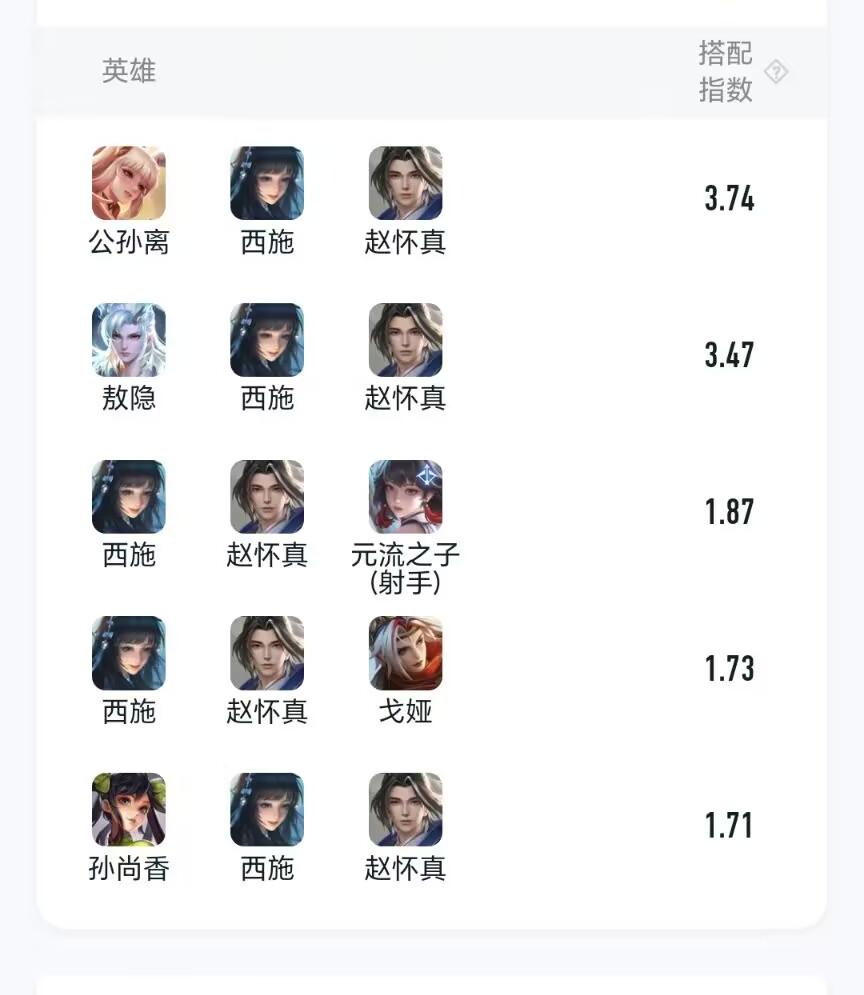 英雄
搭配
指数
公孙离 西施 赵怀真 3.74
敖隐 西施 赵怀真 3.47
西施 赵怀真 元流之子
(射手) 1.87
西施 赵怀真 戈娅 1.73
孙尚香 西施 赵怀真 1.71